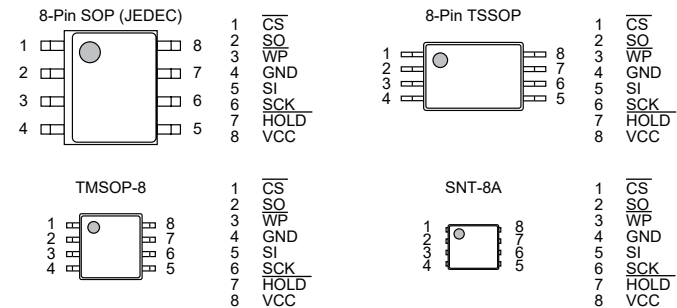 8-Pin SOP (JEDEC)
1 8
2 7
3 6
4 5
1 CS
2 SO
3 WP
4 GND
5 SI
6 SCK
7 HOLD
8 VCC
8-Pin TSSOP
1 8
2 7
3 6
4 5
1 CS
2 SO
3 WP
4 GND
5 SI
6 SCK
7 HOLD
8 VCC
TMSOP-8
1 8
2 7
3 6
4 5
1 CS
2 SO
3 WP
4 GND
5 SI
6 SCK
7 HOLD
8 VCC
SNT-8A
1 8
2 7
3 6
4 5
1 CS
2 SO
3 WP
4 GND
5 SI
6 SCK
7 HOLD
8 VCC